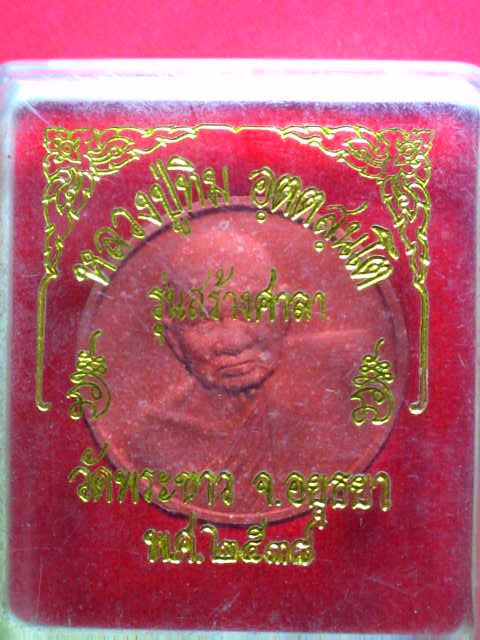 หลวงปู่ทิม อุตตสฺนโต
รุ่นสร้างศาลา
วัดพระขาว จ.อยุธยา
พ.ศ.๒๕๓๘